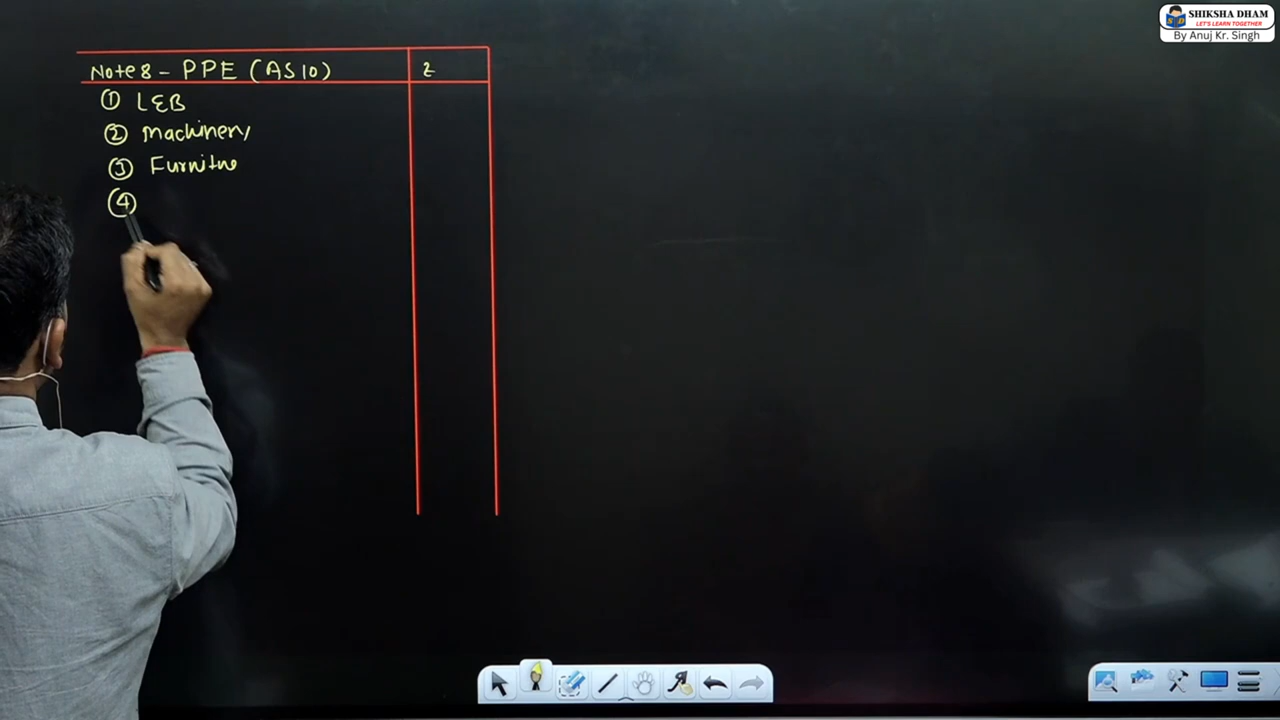 SHIKSHA DHAM
LET'S LEARN TOGETHER
By Anuj Kr. Singh
Note 8 - PPE (AS 10)
① L&B
② Machinery
③ Furniture
④